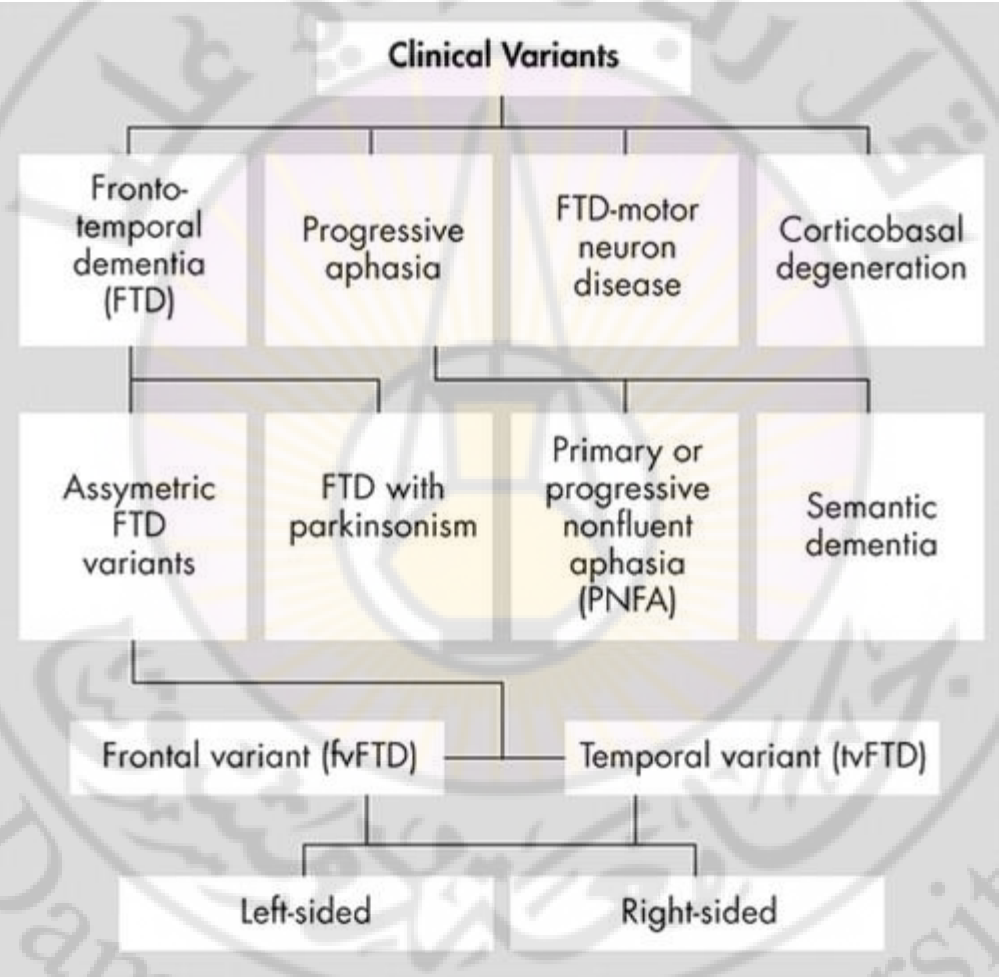 Clinical Variants
Fronto-
temporal
dementia
(FTD)
Progressive
aphasia
FTD-motor
neuron
disease
Corticobasal
degeneration
Assymetric
FTD
variants
FTD with
parkinsonism
Primary or
progressive
nonfluent
aphasia
(PNFA)
Semantic
dementia
Frontal variant (fvFTD)
Temporal variant (tvFTD)
Left-sided
Right-sided